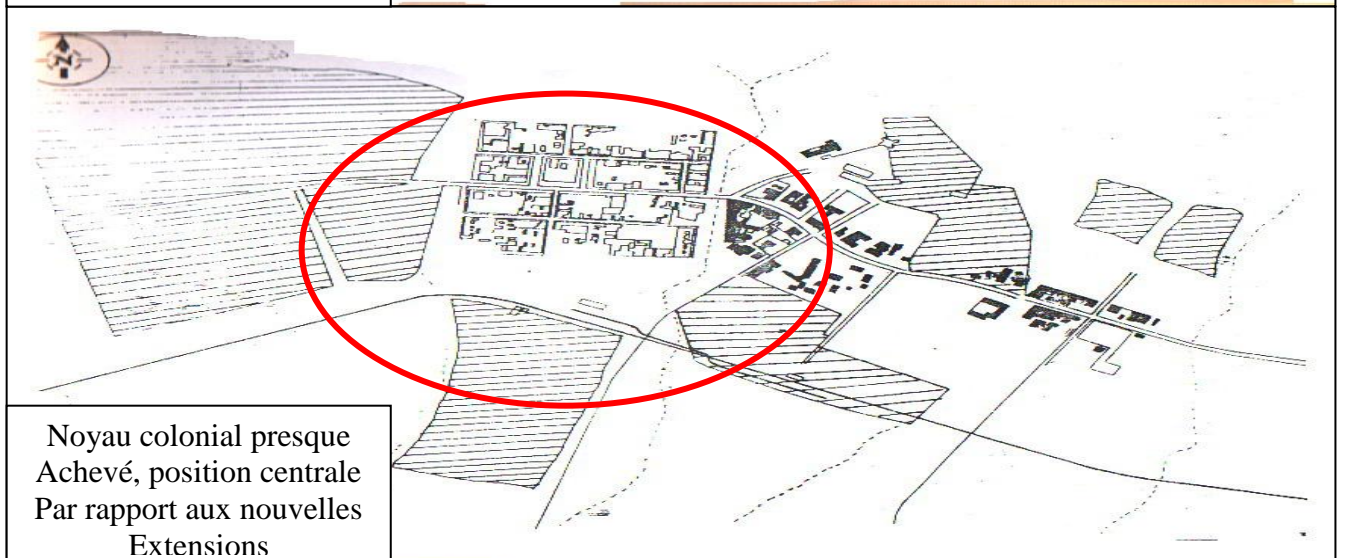 N
Noyau colonial presque
Achevé, position centrale
Par rapport aux nouvelles
Extensions